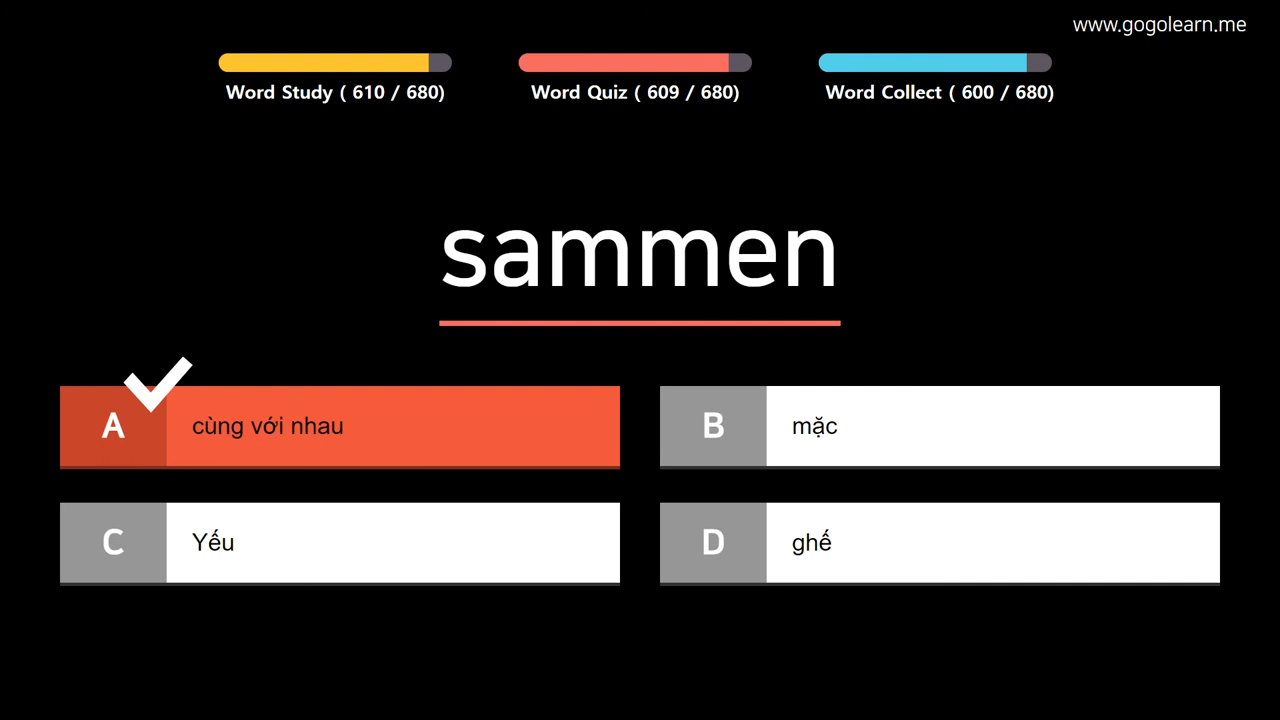 www.gogolearn.me
Word Study ( 610 / 680)
Word Quiz ( 609 / 680)
Word Collect ( 600 / 680)
sammen
A cùng với nhau
B mặc
C Yếu
D ghế